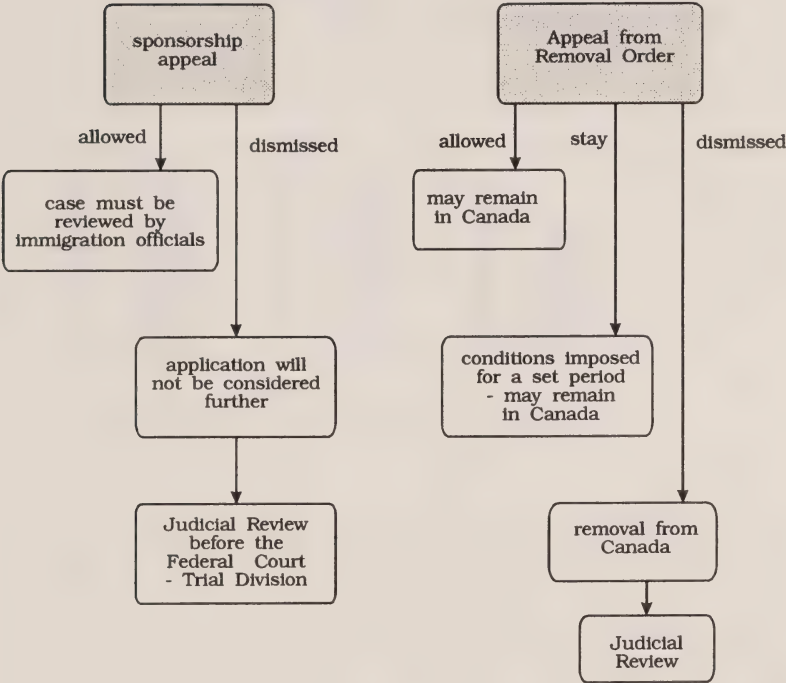 sponsorship
appeal
allowed
dismissed
case must be
reviewed by
immigration officials
application will
not be considered
further
Judicial Review
before the
Federal Court
- Trial Division
Appeal from
Removal Order
allowed
stay
dismissed
may remain
in Canada
conditions imposed
for a set period
- may remain
in Canada
removal from
Canada
Judicial
Review